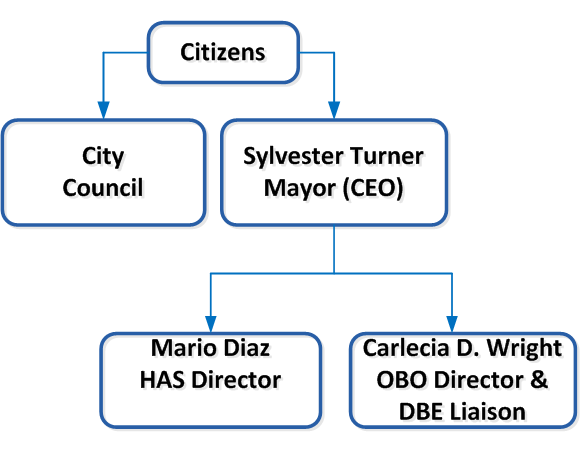 Citizens
City
Council
Sylvester Turner
Mayor (CEO)
Mario Diaz
HAS Director
Carlecia D. Wright
OBO Director &
DBE Liaison